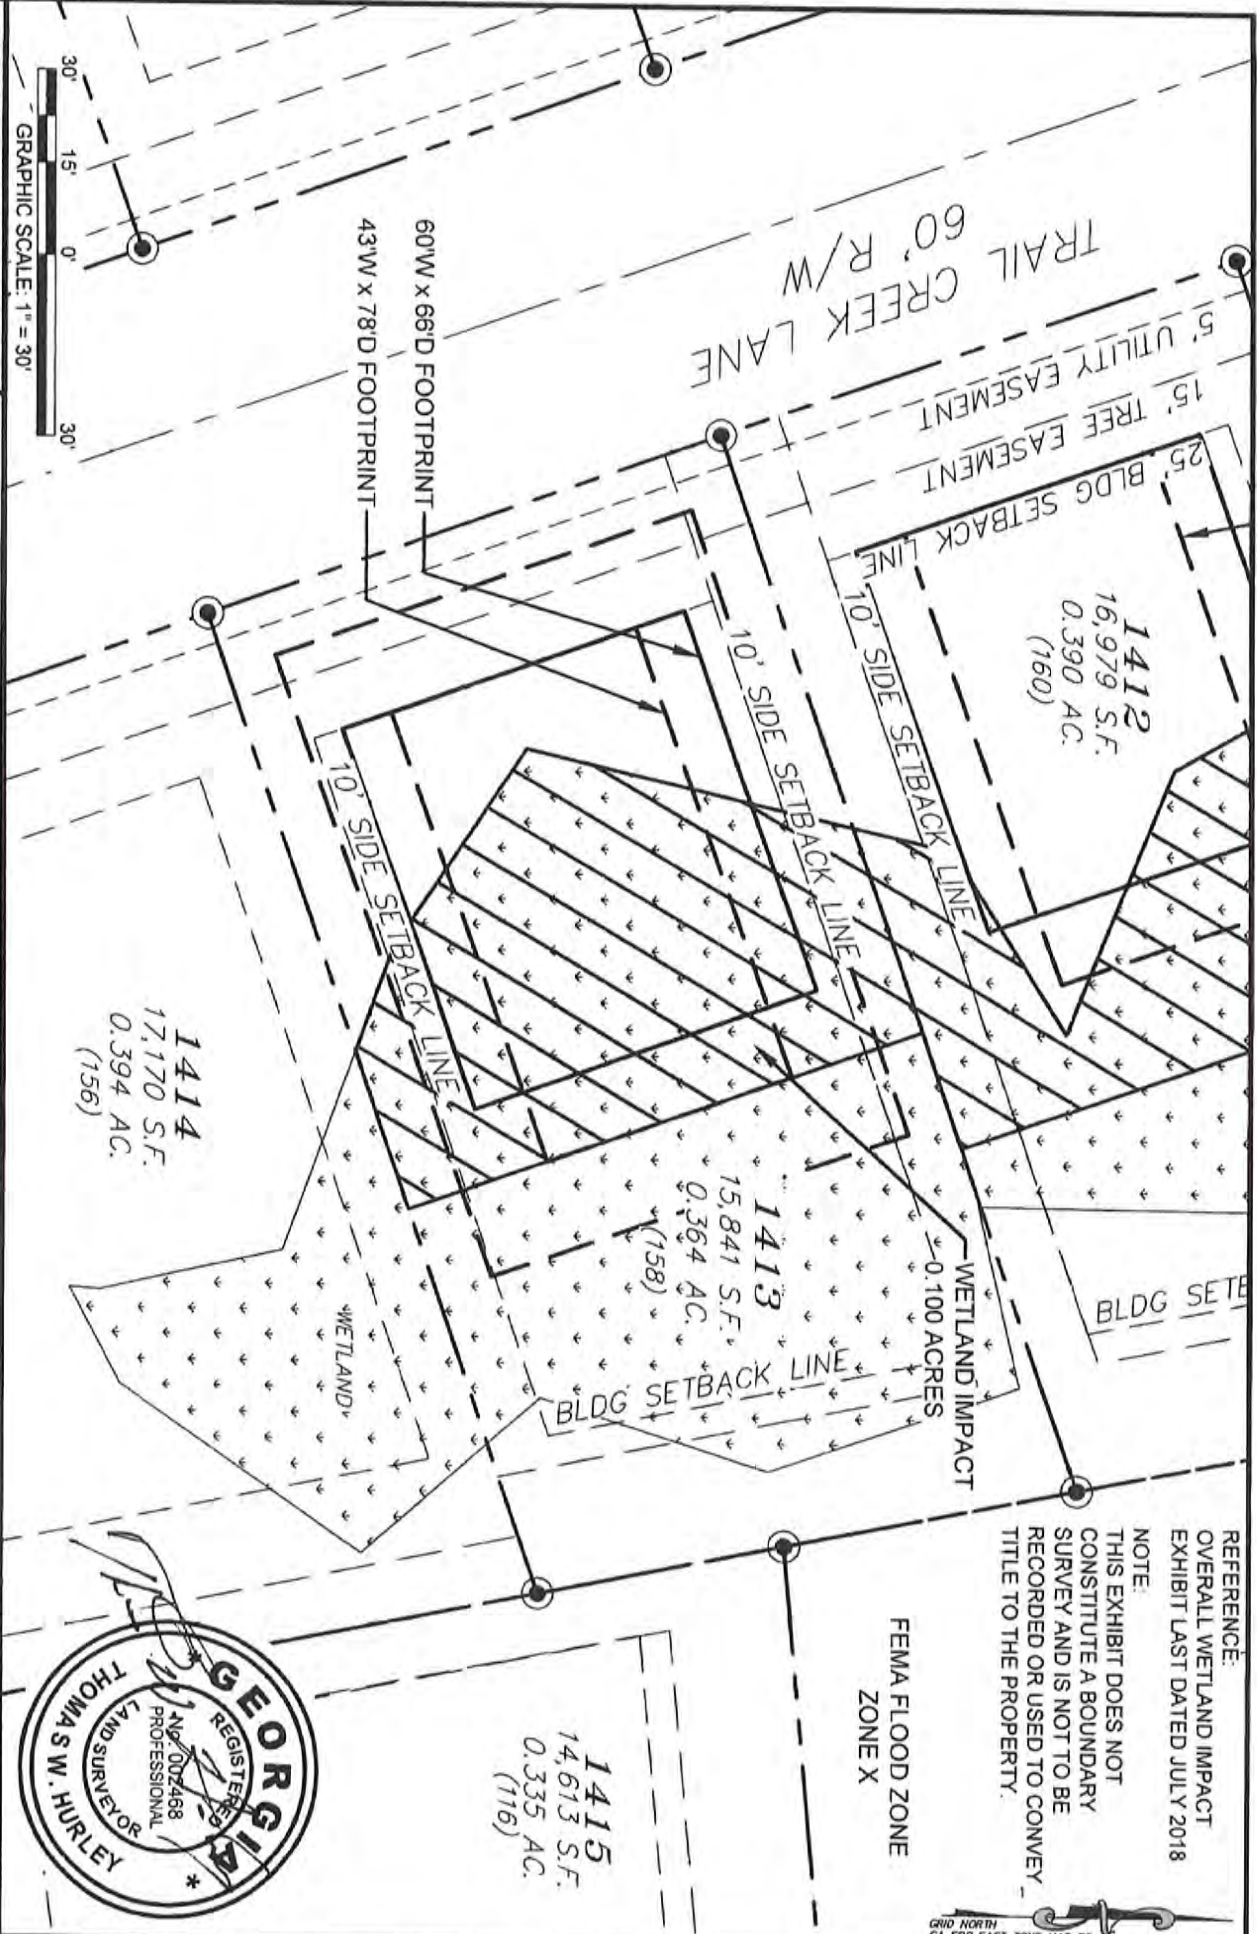 REFERENCE:
OVERALL WETLAND IMPACT
EXHIBIT LAST DATED JULY 2018
NOTE:
THIS EXHIBIT DOES NOT
CONSTITUTE A BOUNDARY
SURVEY AND IS NOT TO BE
RECORDED OR USED TO CONVEY
TITLE TO THE PROPERTY.
GRID NORTH
FEMA FLOOD ZONE
ZONE X
TRAIL CREEK LANE
60' R/W
5' UTILITY EASEMENT
15' TREE EASEMENT
25' BLDG SETBACK LINE
1412
16,979 S.F.
0.390 AC.
(160)
10' SIDE SETBACK LINE
10' SIDE SETBACK LINE
BLDG SETB
WETLAND IMPACT
0.100 ACRES
60'W x 66'D FOOTPRINT
43'W x 78'D FOOTPRINT
1413
15,841 S.F.
0.364 AC.
(158)
BLDG SETBACK LINE
10' SIDE SETBACK LINE
WETLAND
1414
17,170 S.F.
0.394 AC.
(156)
1415
14,613 S.F.
0.335 AC.
(116)
30' 15' 0' 30'
GRAPHIC SCALE: 1" = 30'
GEORGIA
REGISTERED
No. 002468
PROFESSIONAL
LAND SURVEYOR
THOMAS W. HURLEY